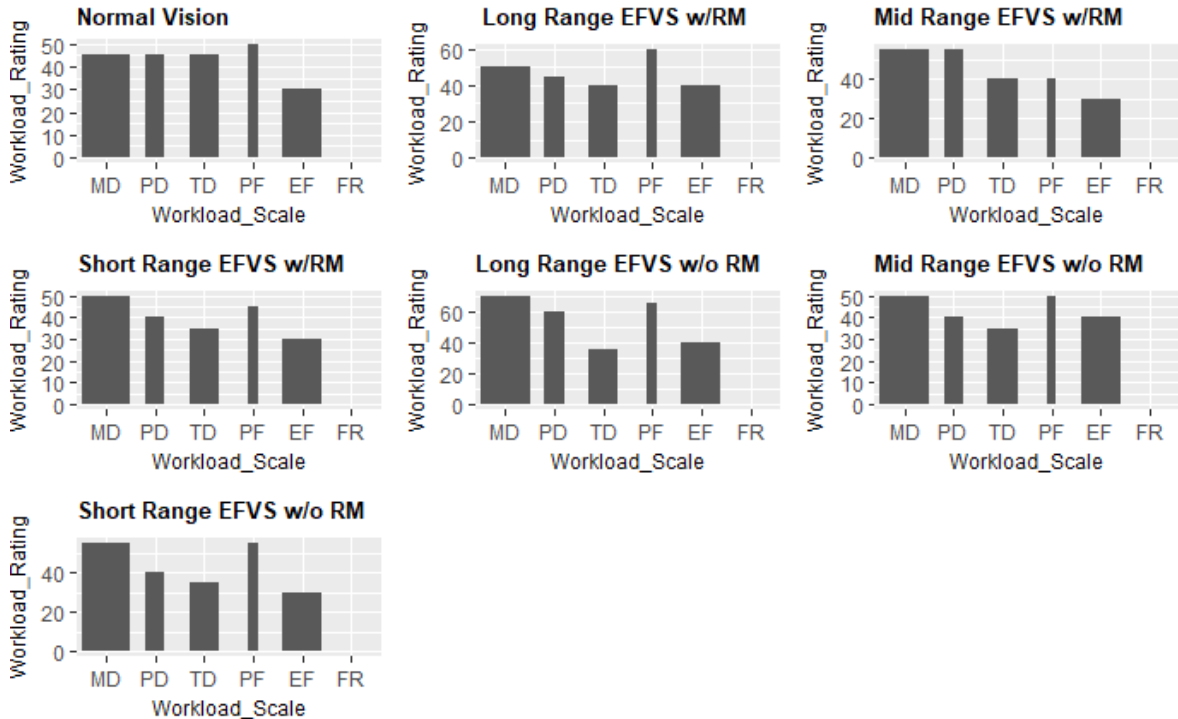 Normal Vision
Workload_Rating
50
40
30
20
10
0
MD PD TD PF EF FR
Workload_Scale
Long Range EFVS w/RM
Workload_Rating
60
40
20
0
MD PD TD PF EF FR
Workload_Scale
Mid Range EFVS w/RM
Workload_Rating
40
20
0
MD PD TD PF EF FR
Workload_Scale
Short Range EFVS w/RM
Workload_Rating
50
40
30
20
10
0
MD PD TD PF EF FR
Workload_Scale
Long Range EFVS w/o RM
Workload_Rating
60
40
20
0
MD PD TD PF EF FR
Workload_Scale
Mid Range EFVS w/o RM
Workload_Rating
50
40
30
20
10
0
MD PD TD PF EF FR
Workload_Scale
Short Range EFVS w/o RM
Workload_Rating
40
20
0
MD PD TD PF EF FR
Workload_Scale